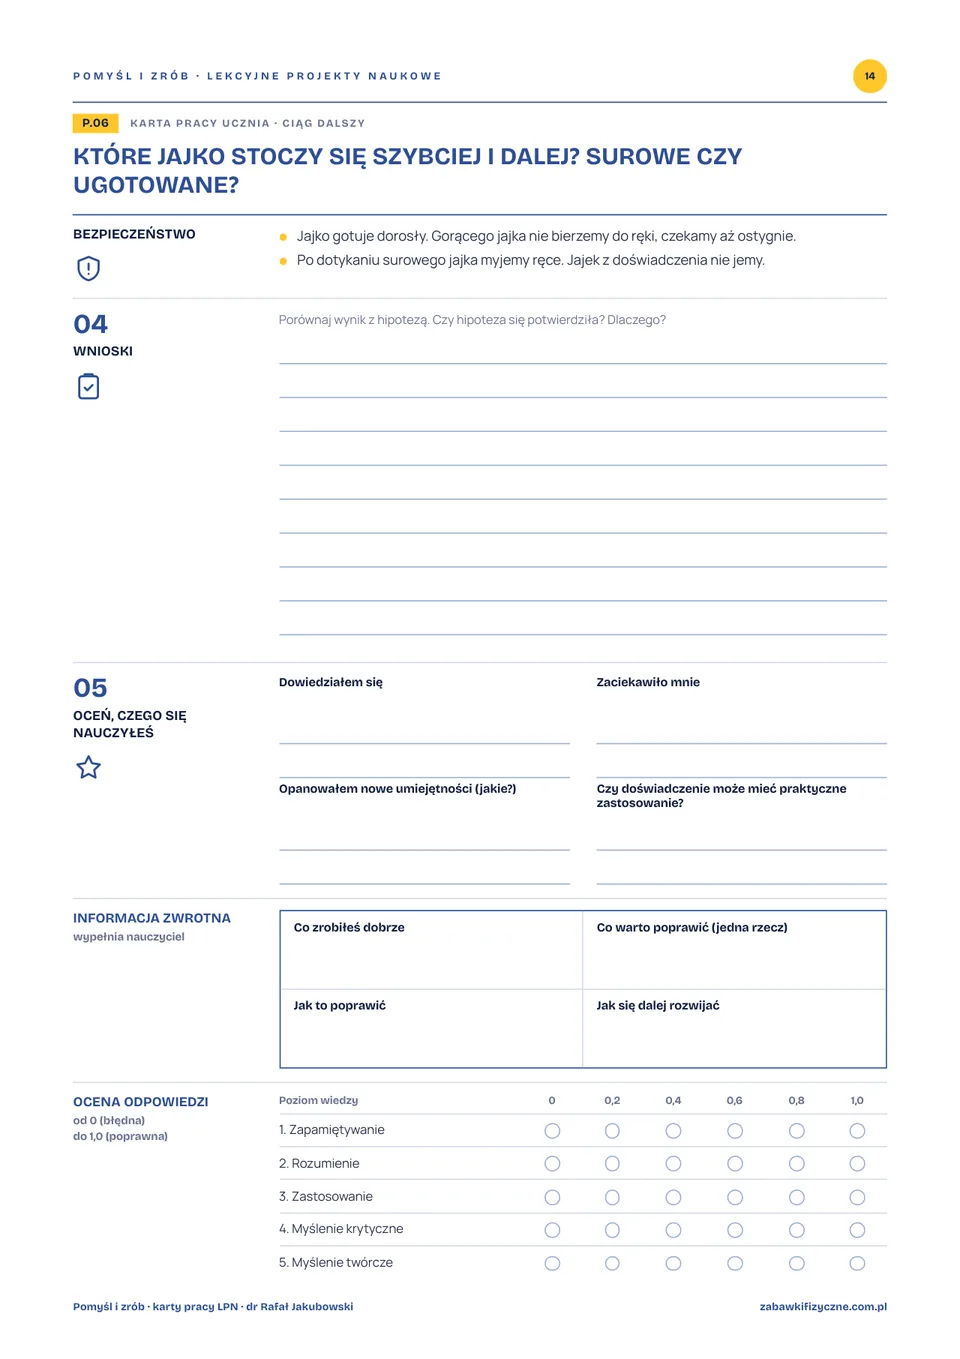 POMYŚL I ZRÓB · LEKCYJNE PROJEKTY NAUKOWE
14
P.06 KARTA PRACY UCZNIA · CIĄG DALSZY
KTÓRE JAJKO STOCZY SIĘ SZYBCIEJ I DALEJ? SUROWE CZY
UGOTOWANE?
BEZPIECZEŃSTWO
Jajko gotuje dorosły. Gorącego jajka nie bierzemy do ręki, czekamy aż ostygnie.
Po dotykaniu surowego jajka myjemy ręce. Jajek z doświadczenia nie jemy.
04
WNIOSKI
Porównaj wynik z hipotezą. Czy hipoteza się potwierdziła? Dlaczego?
05
OCEŃ, CZEGO SIĘ
NAUCZYŁEŚ
Dowiedziałem się
Zaciekawiło mnie
Opanowałem nowe umiejętności (jakie?)
Czy doświadczenie może mieć praktyczne
zastosowanie?
INFORMACJA ZWROTNA
wypełnia nauczyciel
Co zrobiłeś dobrze
Co warto poprawić (jedna rzecz)
Jak to poprawić
Jak się dalej rozwijać
OCENA ODPOWIEDZI
od 0 (błędna)
do 1,0 (poprawna)
Poziom wiedzy 0 0,2 0,4 0,6 0,8 1,0
1. Zapamiętywanie
2. Rozumienie
3. Zastosowanie
4. Myślenie krytyczne
5. Myślenie twórcze
Pomyśl i zrób · karty pracy LPN · dr Rafał Jakubowski
zabawkifizyczne.com.pl